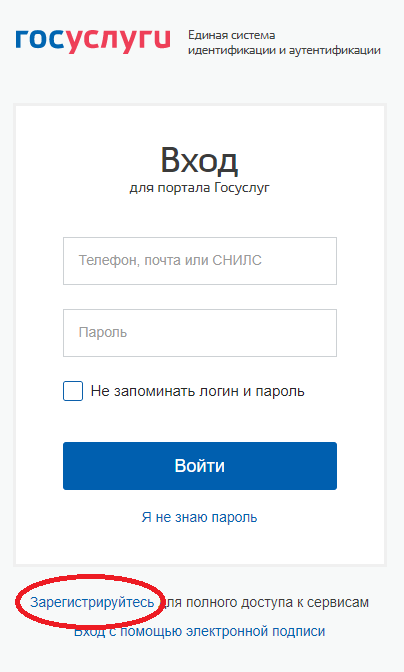 госуслуги
Единая система
идентификации и аутентификации
Вход
для портала Госуслуг
Телефон, почта или СНИЛС
Пароль
Не запоминать логин и пароль
Войти
Я не знаю пароль
Зарегистрируйтесь для полного доступа к сервисам
Вход с помощью электронной подписи